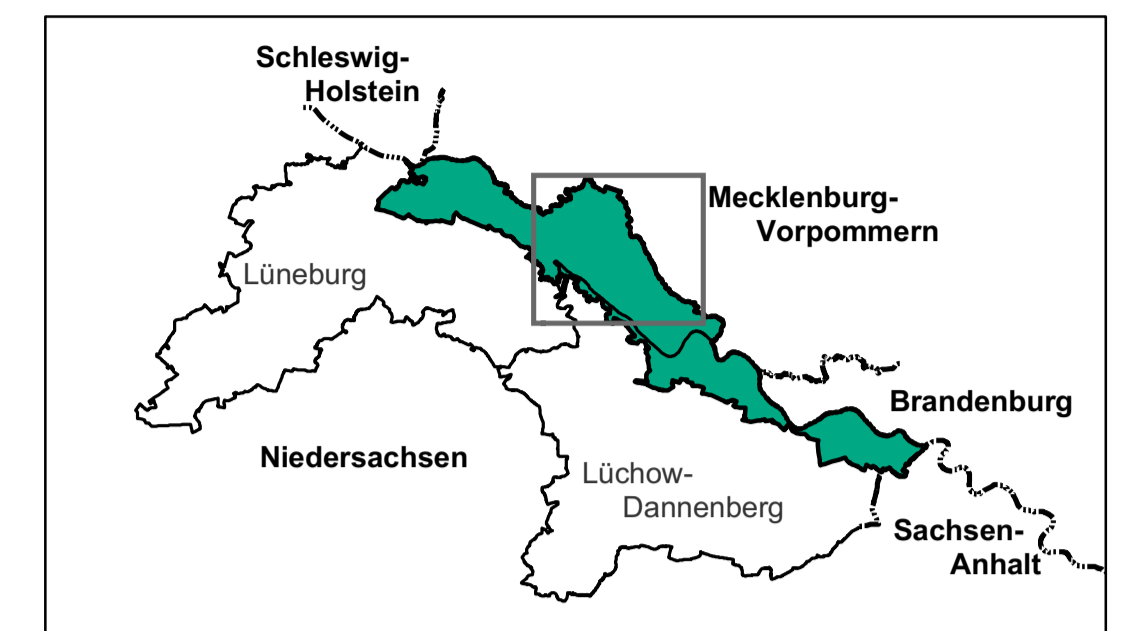 Schleswig-
Holstein
Mecklenburg-
Vorpommern
Lüneburg
Brandenburg
Niedersachsen
Lüchow-
Dannenberg
Sachsen-
Anhalt